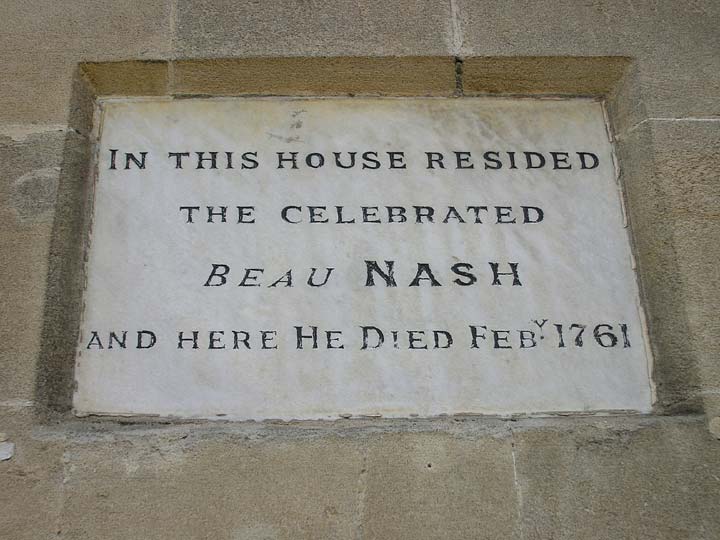 IN THIS HOUSE RESIDED
THE CELEBRATED
BEAU NASH
AND HERE HE DIED FEBY. 1761